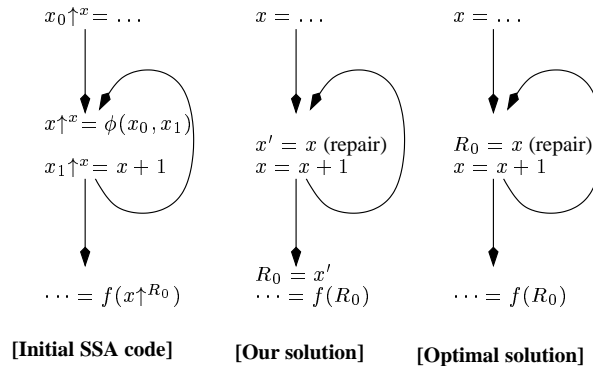 x₀↑ˣ = ...
x↑ˣ = ϕ(x₀, x₁)
x₁↑ˣ = x + 1
··· = f(x↑^{R₀})
[Initial SSA code]
x = ...
x′ = x (repair)
x = x + 1
R₀ = x′
··· = f(R₀)
[Our solution]
x = ...
R₀ = x (repair)
x = x + 1
··· = f(R₀)
[Optimal solution]